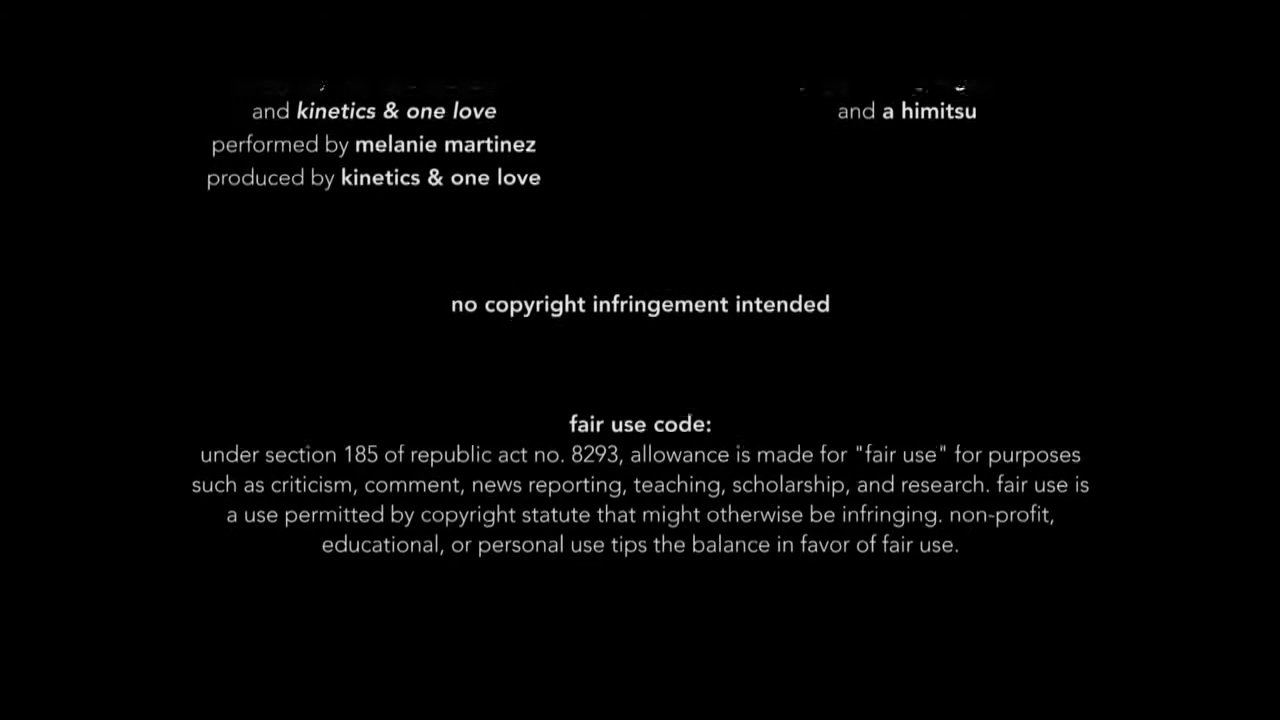 and kinetics & one love
performed by melanie martinez
produced by kinetics & one love
and a himitsu
no copyright infringement intended
fair use code:
under section 185 of republic act no. 8293, allowance is made for "fair use" for purposes
such as criticism, comment, news reporting, teaching, scholarship, and research. fair use is
a use permitted by copyright statute that might otherwise be infringing. non-profit,
educational, or personal use tips the balance in favor of fair use.